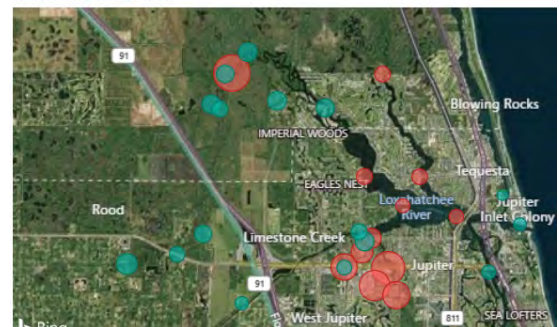 91
Blowing Rocks
IMPERIAL WOODS
Tequesta
EAGLES NEST
Loxahatchee
River
Jupiter
Inlet Colony
Rood
Limestone Creek
Jupiter
91
West Jupiter
811
SEA LOFTERS